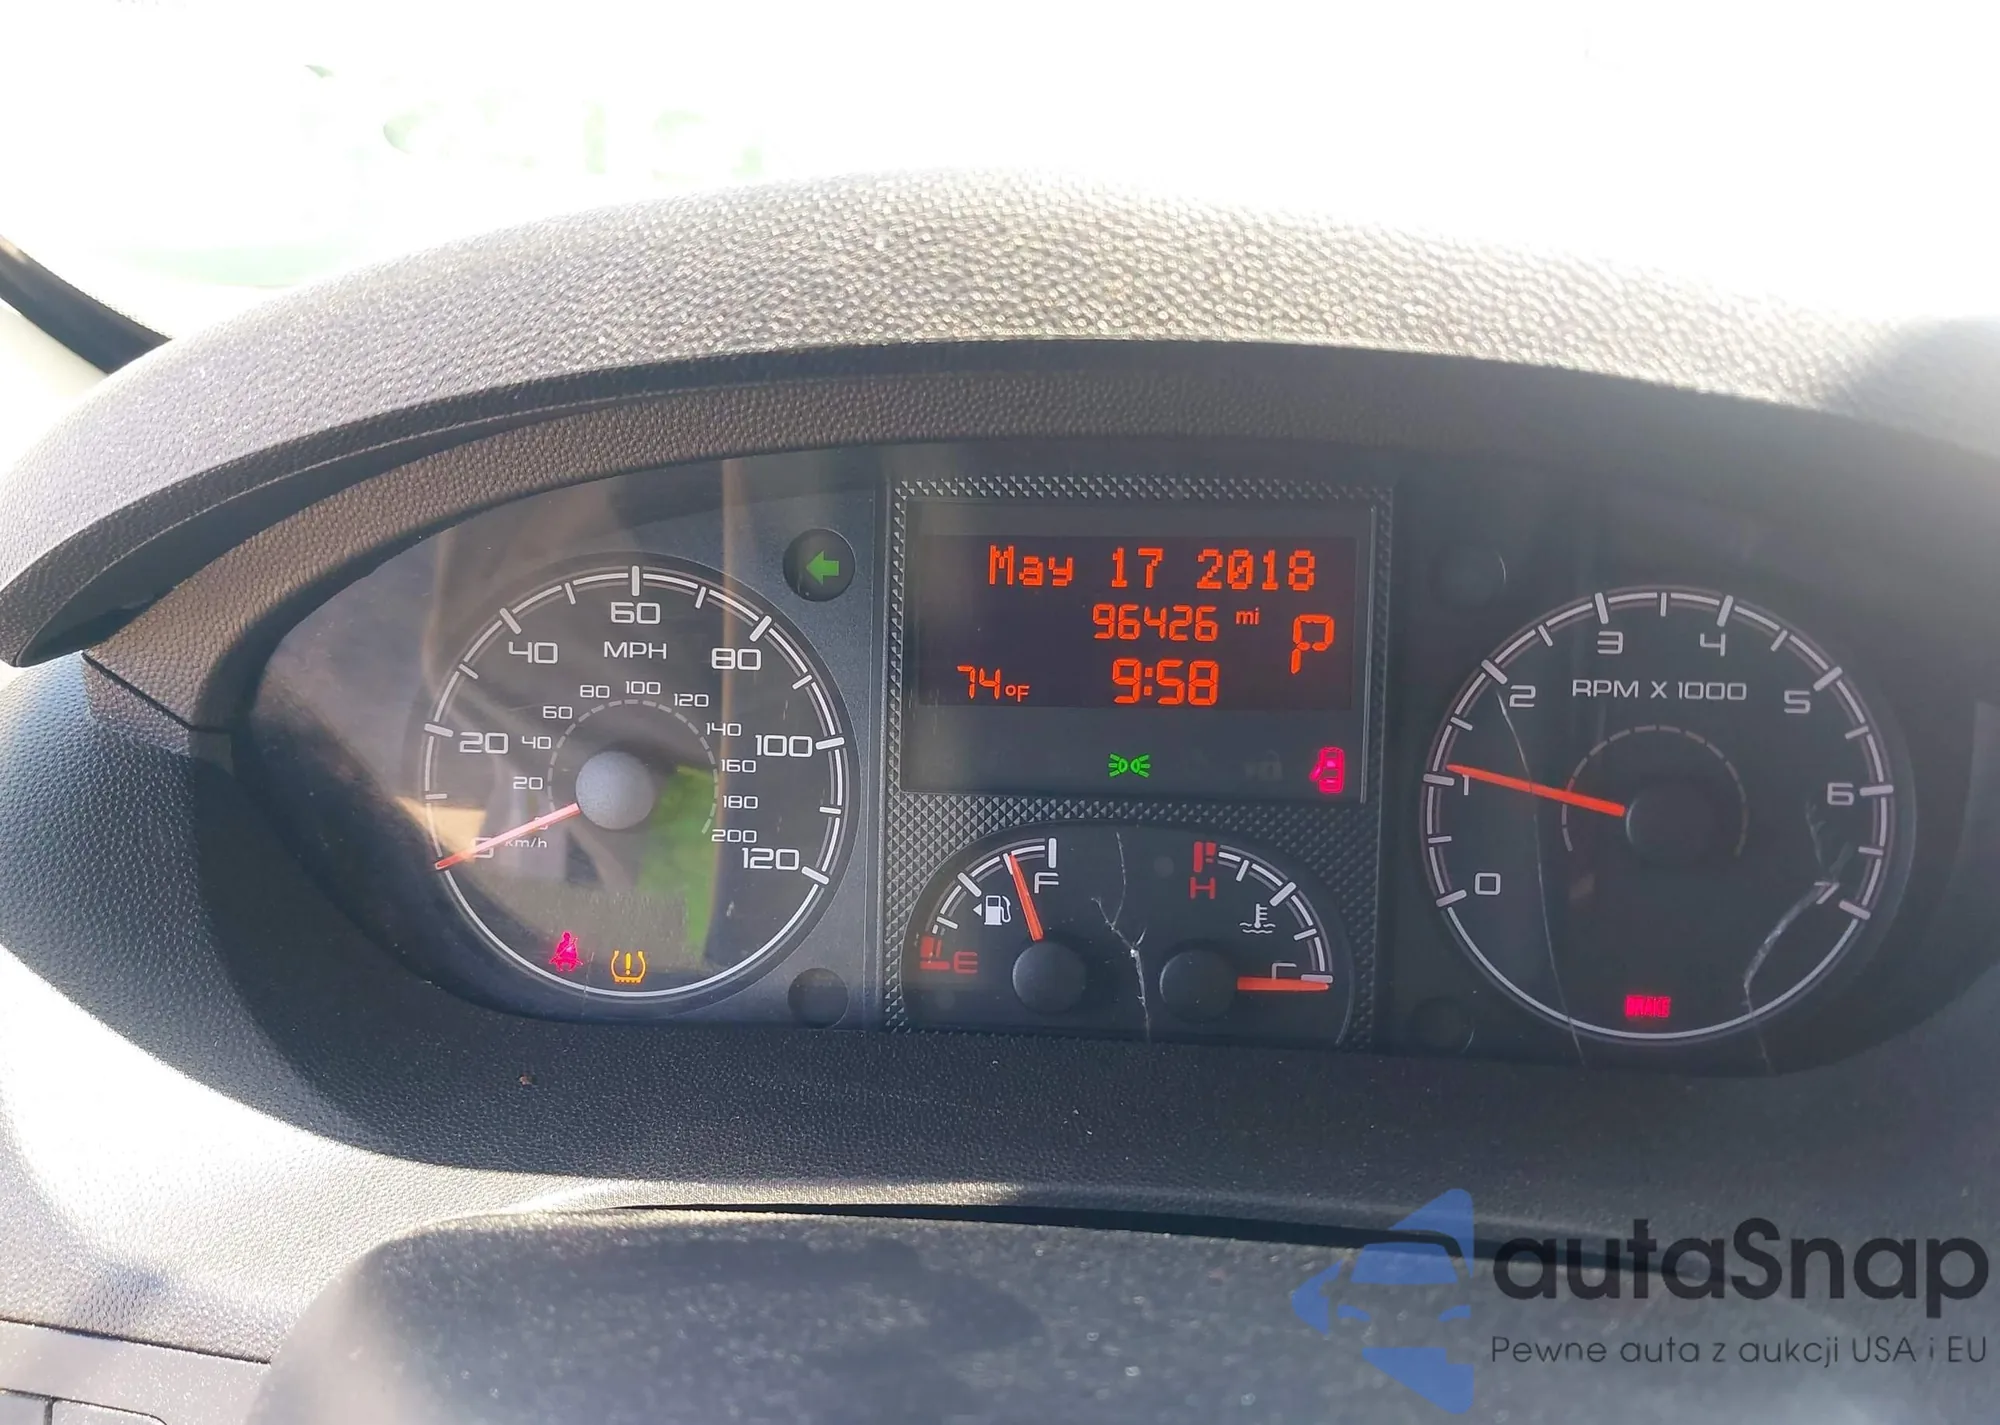 May 17 2018
96426 mi
P
74°F 9:58
0 20 40 60 80 100 120
MPH
20 40 60 80 100 120 140 160 180 200
km/h
F
E
H
C
0 1 2 3 4 5 6 7
RPM X 1000
BRAKE
autaSnap
Pewne auta z aukcji USA i EU